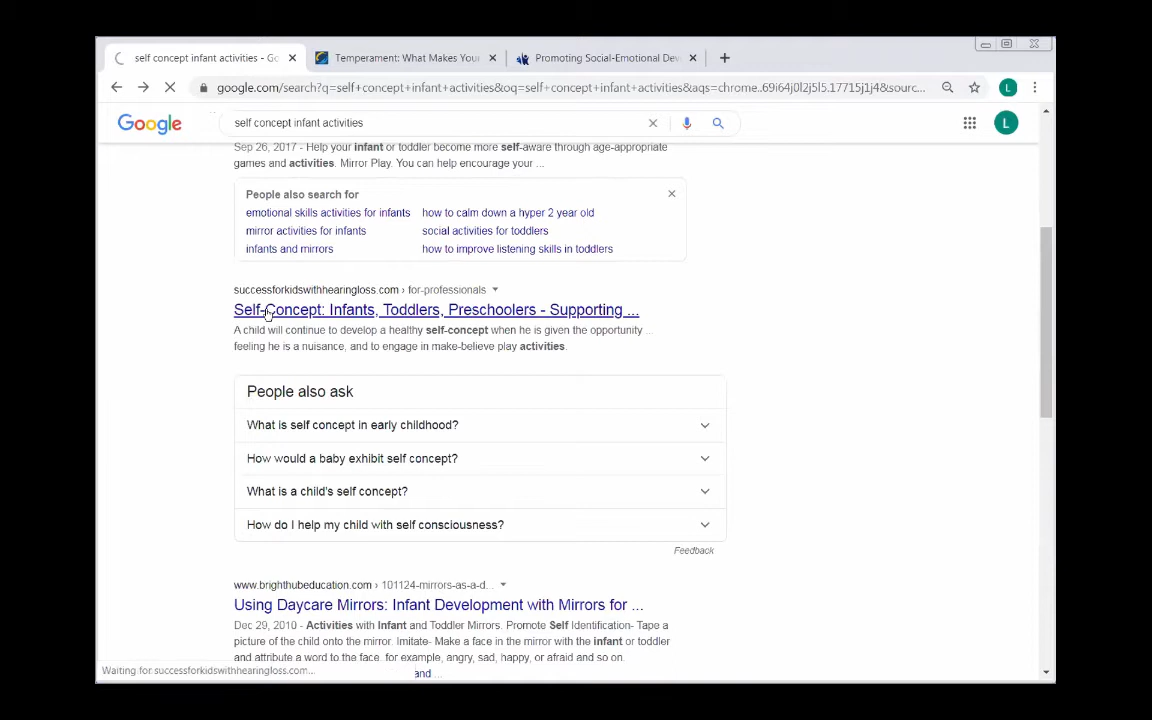 self concept infant activities - Go
Temperament: What Makes Your
Promoting Social-Emotional Dev
google.com/search?q=self+concept+infant+activities&oq=self+concept+infant+activities&aqs=chrome..69i64j0l2j5l5.17715j1j4&sourc...
L
Google
self concept infant activities
L
Sep 26, 2017 - Help your infant or toddler become more self-aware through age-appropriate
games and activities. Mirror Play. You can help encourage your ...
People also search for
emotional skills activities for infants
how to calm down a hyper 2 year old
mirror activities for infants
social activities for toddlers
infants and mirrors
how to improve listening skills in toddlers
successforkidswithhearingloss.com › for-professionals
Self-Concept: Infants, Toddlers, Preschoolers - Supporting ...
A child will continue to develop a healthy self-concept when he is given the opportunity ...
feeling he is a nuisance, and to engage in make-believe play activities.
People also ask
What is self concept in early childhood?
How would a baby exhibit self concept?
What is a child's self concept?
How do I help my child with self consciousness?
Feedback
www.brighthubeducation.com › 101124-mirrors-as-a-d...
Using Daycare Mirrors: Infant Development with Mirrors for ...
Dec 29, 2010 - Activities with Infant and Toddler Mirrors. Promote Self Identification- Tape a
picture of the child onto the mirror. Imitate- Make a face in the mirror with the infant or toddler
and attribute a word to the face. for example, angry, sad, happy, or afraid and so on.
Waiting for successforkidswithhearingloss.com...
and ...